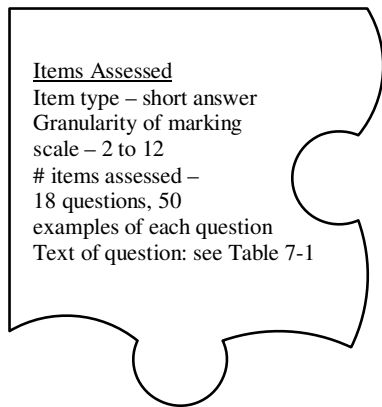 Items Assessed
Item type – short answer
Granularity of marking
scale – 2 to 12
# items assessed –
18 questions, 50
examples of each question
Text of question: see Table 7-1